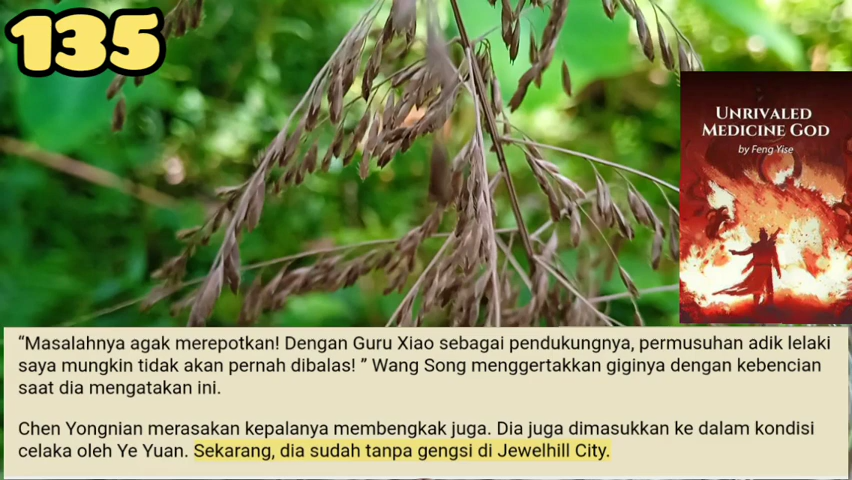 135
UNRIVALED
MEDICINE GOD
by Feng Yise
“Masalahnya agak merepotkan! Dengan Guru Xiao sebagai pendukungnya, permusuhan adik lelaki
saya mungkin tidak akan pernah dibalas! ” Wang Song menggertakkan giginya dengan kebencian
saat dia mengatakan ini.
Chen Yongnian merasakan kepalanya membengkak juga. Dia juga dimasukkan ke dalam kondisi
celaka oleh Ye Yuan. Sekarang, dia sudah tanpa gengsi di Jewelhill City.